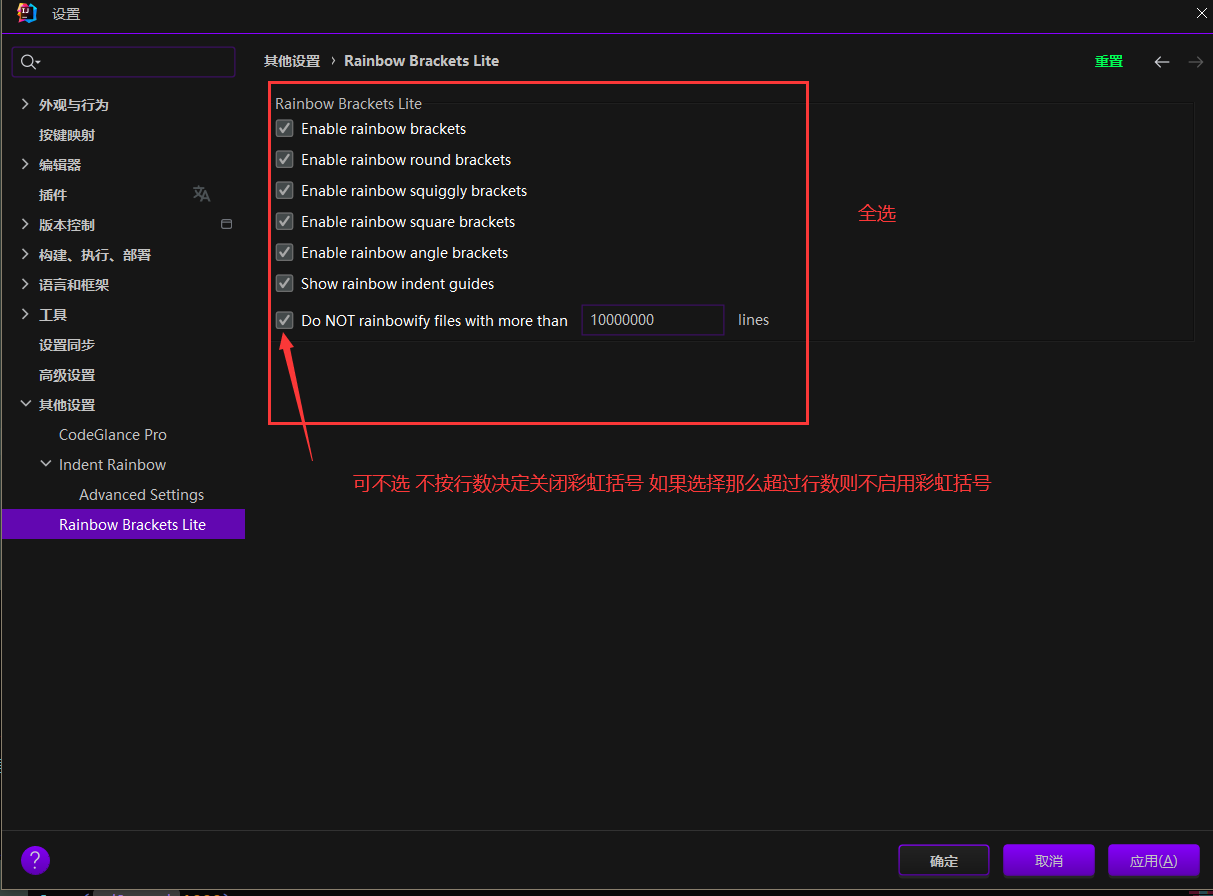 设置
其他设置 › Rainbow Brackets Lite
重置
外观与行为
按键映射
编辑器
插件
版本控制
构建、执行、部署
语言和框架
工具
设置同步
高级设置
其他设置
CodeGlance Pro
Indent Rainbow
Advanced Settings
Rainbow Brackets Lite
Rainbow Brackets Lite
Enable rainbow brackets
Enable rainbow round brackets
Enable rainbow squiggly brackets
Enable rainbow square brackets
Enable rainbow angle brackets
Show rainbow indent guides
Do NOT rainbowify files with more than 10000000 lines
全选
可不选 不按行数决定关闭彩虹括号 如果选择那么超过行数则不启用彩虹括号
?
确定
取消
应用(A)